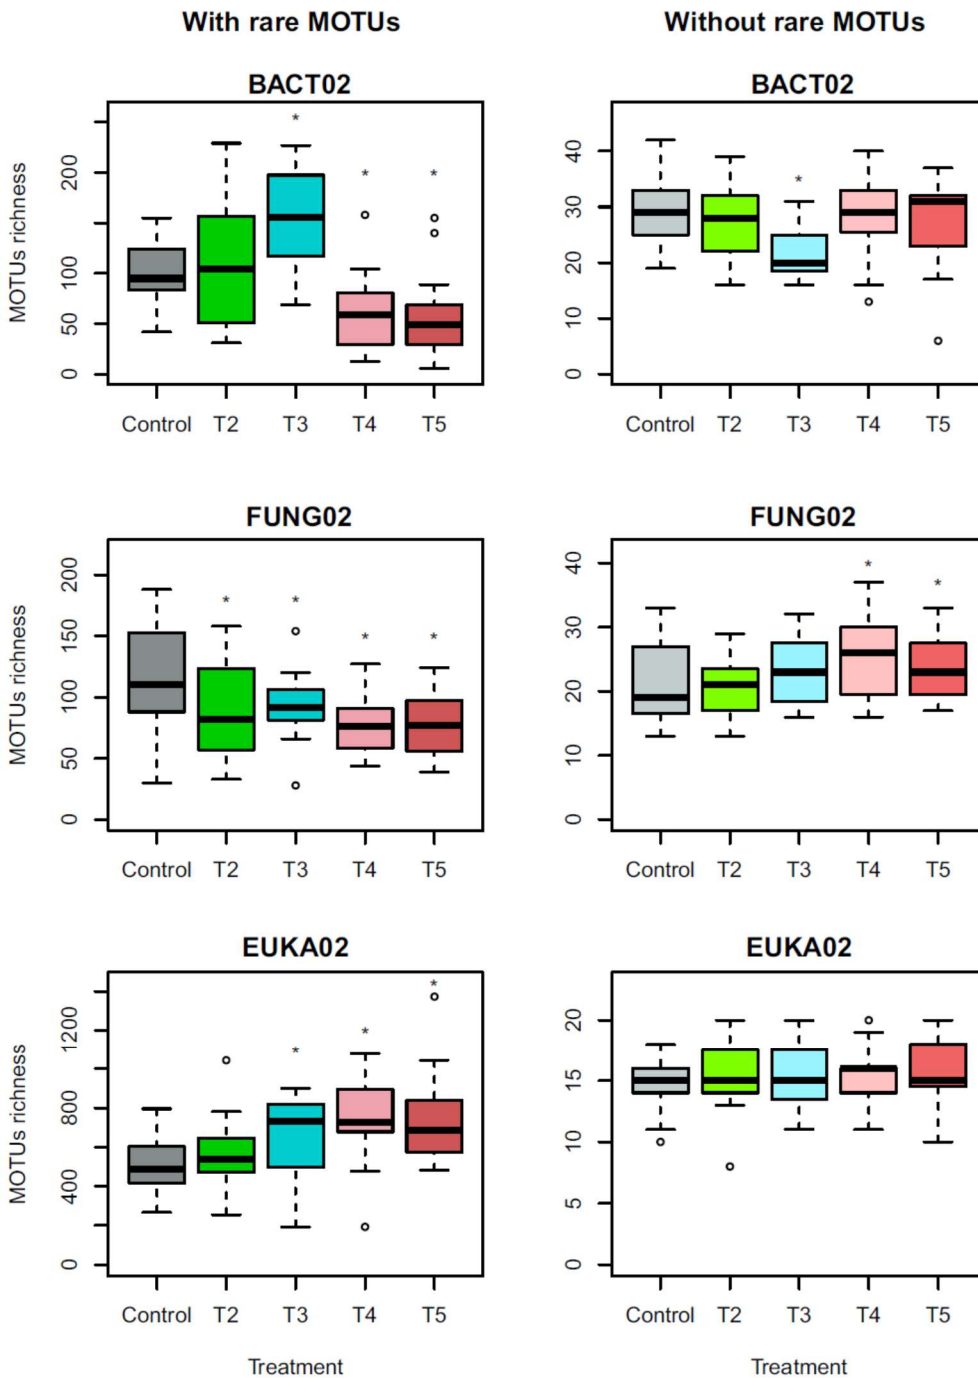 With rare MOTUs Without rare MOTUs
BACT02
MOTUs richness
0 50 100 200
* * *
Control T2 T3 T4 T5
BACT02
0 10 20 30 40
*
Control T2 T3 T4 T5
FUNG02
MOTUs richness
0 50 100 150 200
* * * *
Control T2 T3 T4 T5
FUNG02
0 10 20 30 40
* *
Control T2 T3 T4 T5
EUKA02
MOTUs richness
0 400 800 1200
* * *
Control T2 T3 T4 T5
Treatment
EUKA02
0 5 10 15 20
Control T2 T3 T4 T5
Treatment